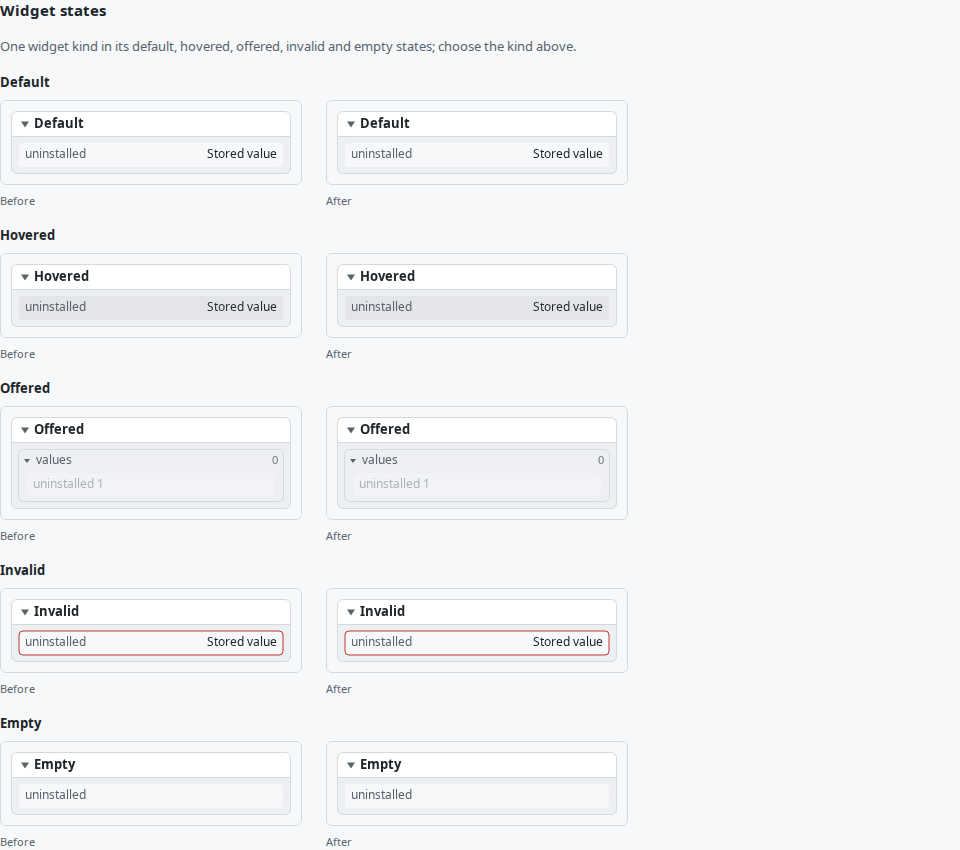 Widget states
One widget kind in its default, hovered, offered, invalid and empty states; choose the kind above.
Default
Default
uninstalled Stored value
Before
Default
uninstalled Stored value
After
Hovered
Hovered
uninstalled Stored value
Before
Hovered
uninstalled Stored value
After
Offered
Offered
values 0
uninstalled 1
Before
Offered
values 0
uninstalled 1
After
Invalid
Invalid
uninstalled Stored value
Before
Invalid
uninstalled Stored value
After
Empty
Empty
uninstalled
Before
Empty
uninstalled
After